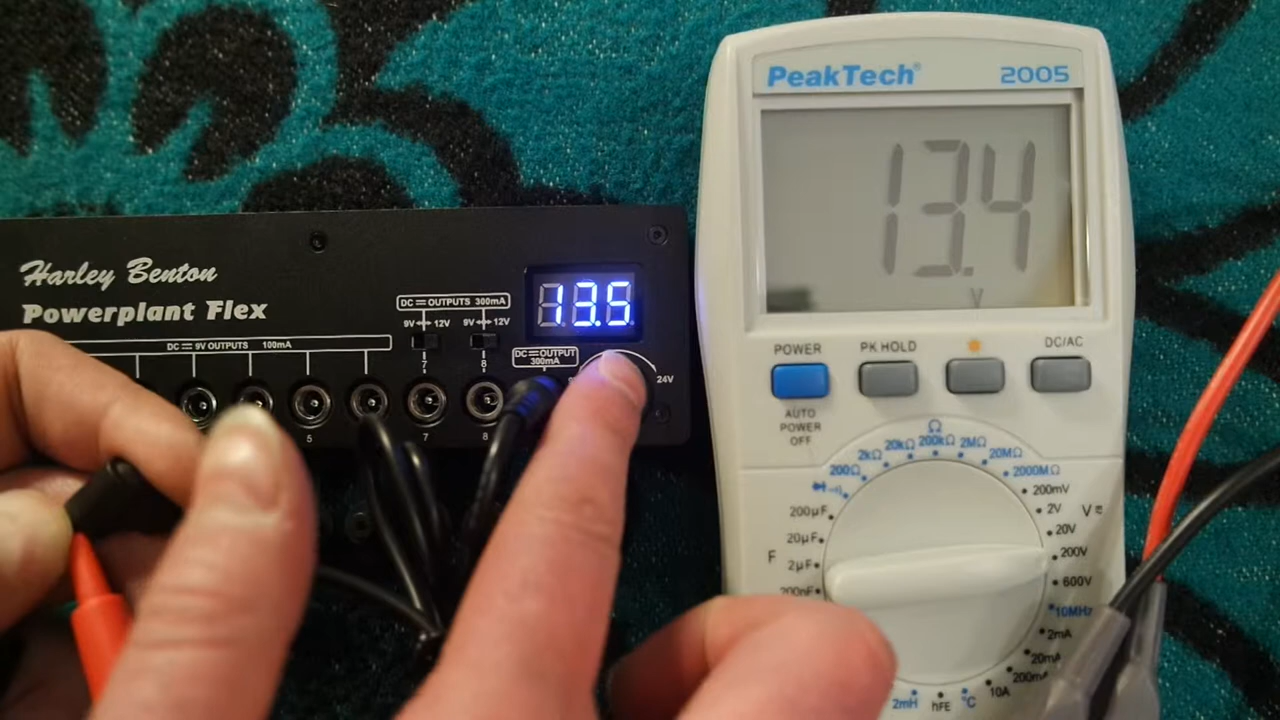 Harley Benton
Powerplant Flex
DC OUTPUTS 300mA
9V 12V
9V 12V
7
8
DC 9V OUTPUTS 100mA
DC OUTPUT
300mA
24V
5
7
8
13.5
PeakTech®
2005
13.4
V
POWER
PK HOLD
DC/AC
AUTO
POWER
OFF
Ω
200Ω
2kΩ
20kΩ
200kΩ
2MΩ
20MΩ
2000MΩ
200mV
2V
V
20V
200V
600V
10MHz
2mA
20mA
10A
°C
hFE
2mH
F
200µF
20µF
2µF